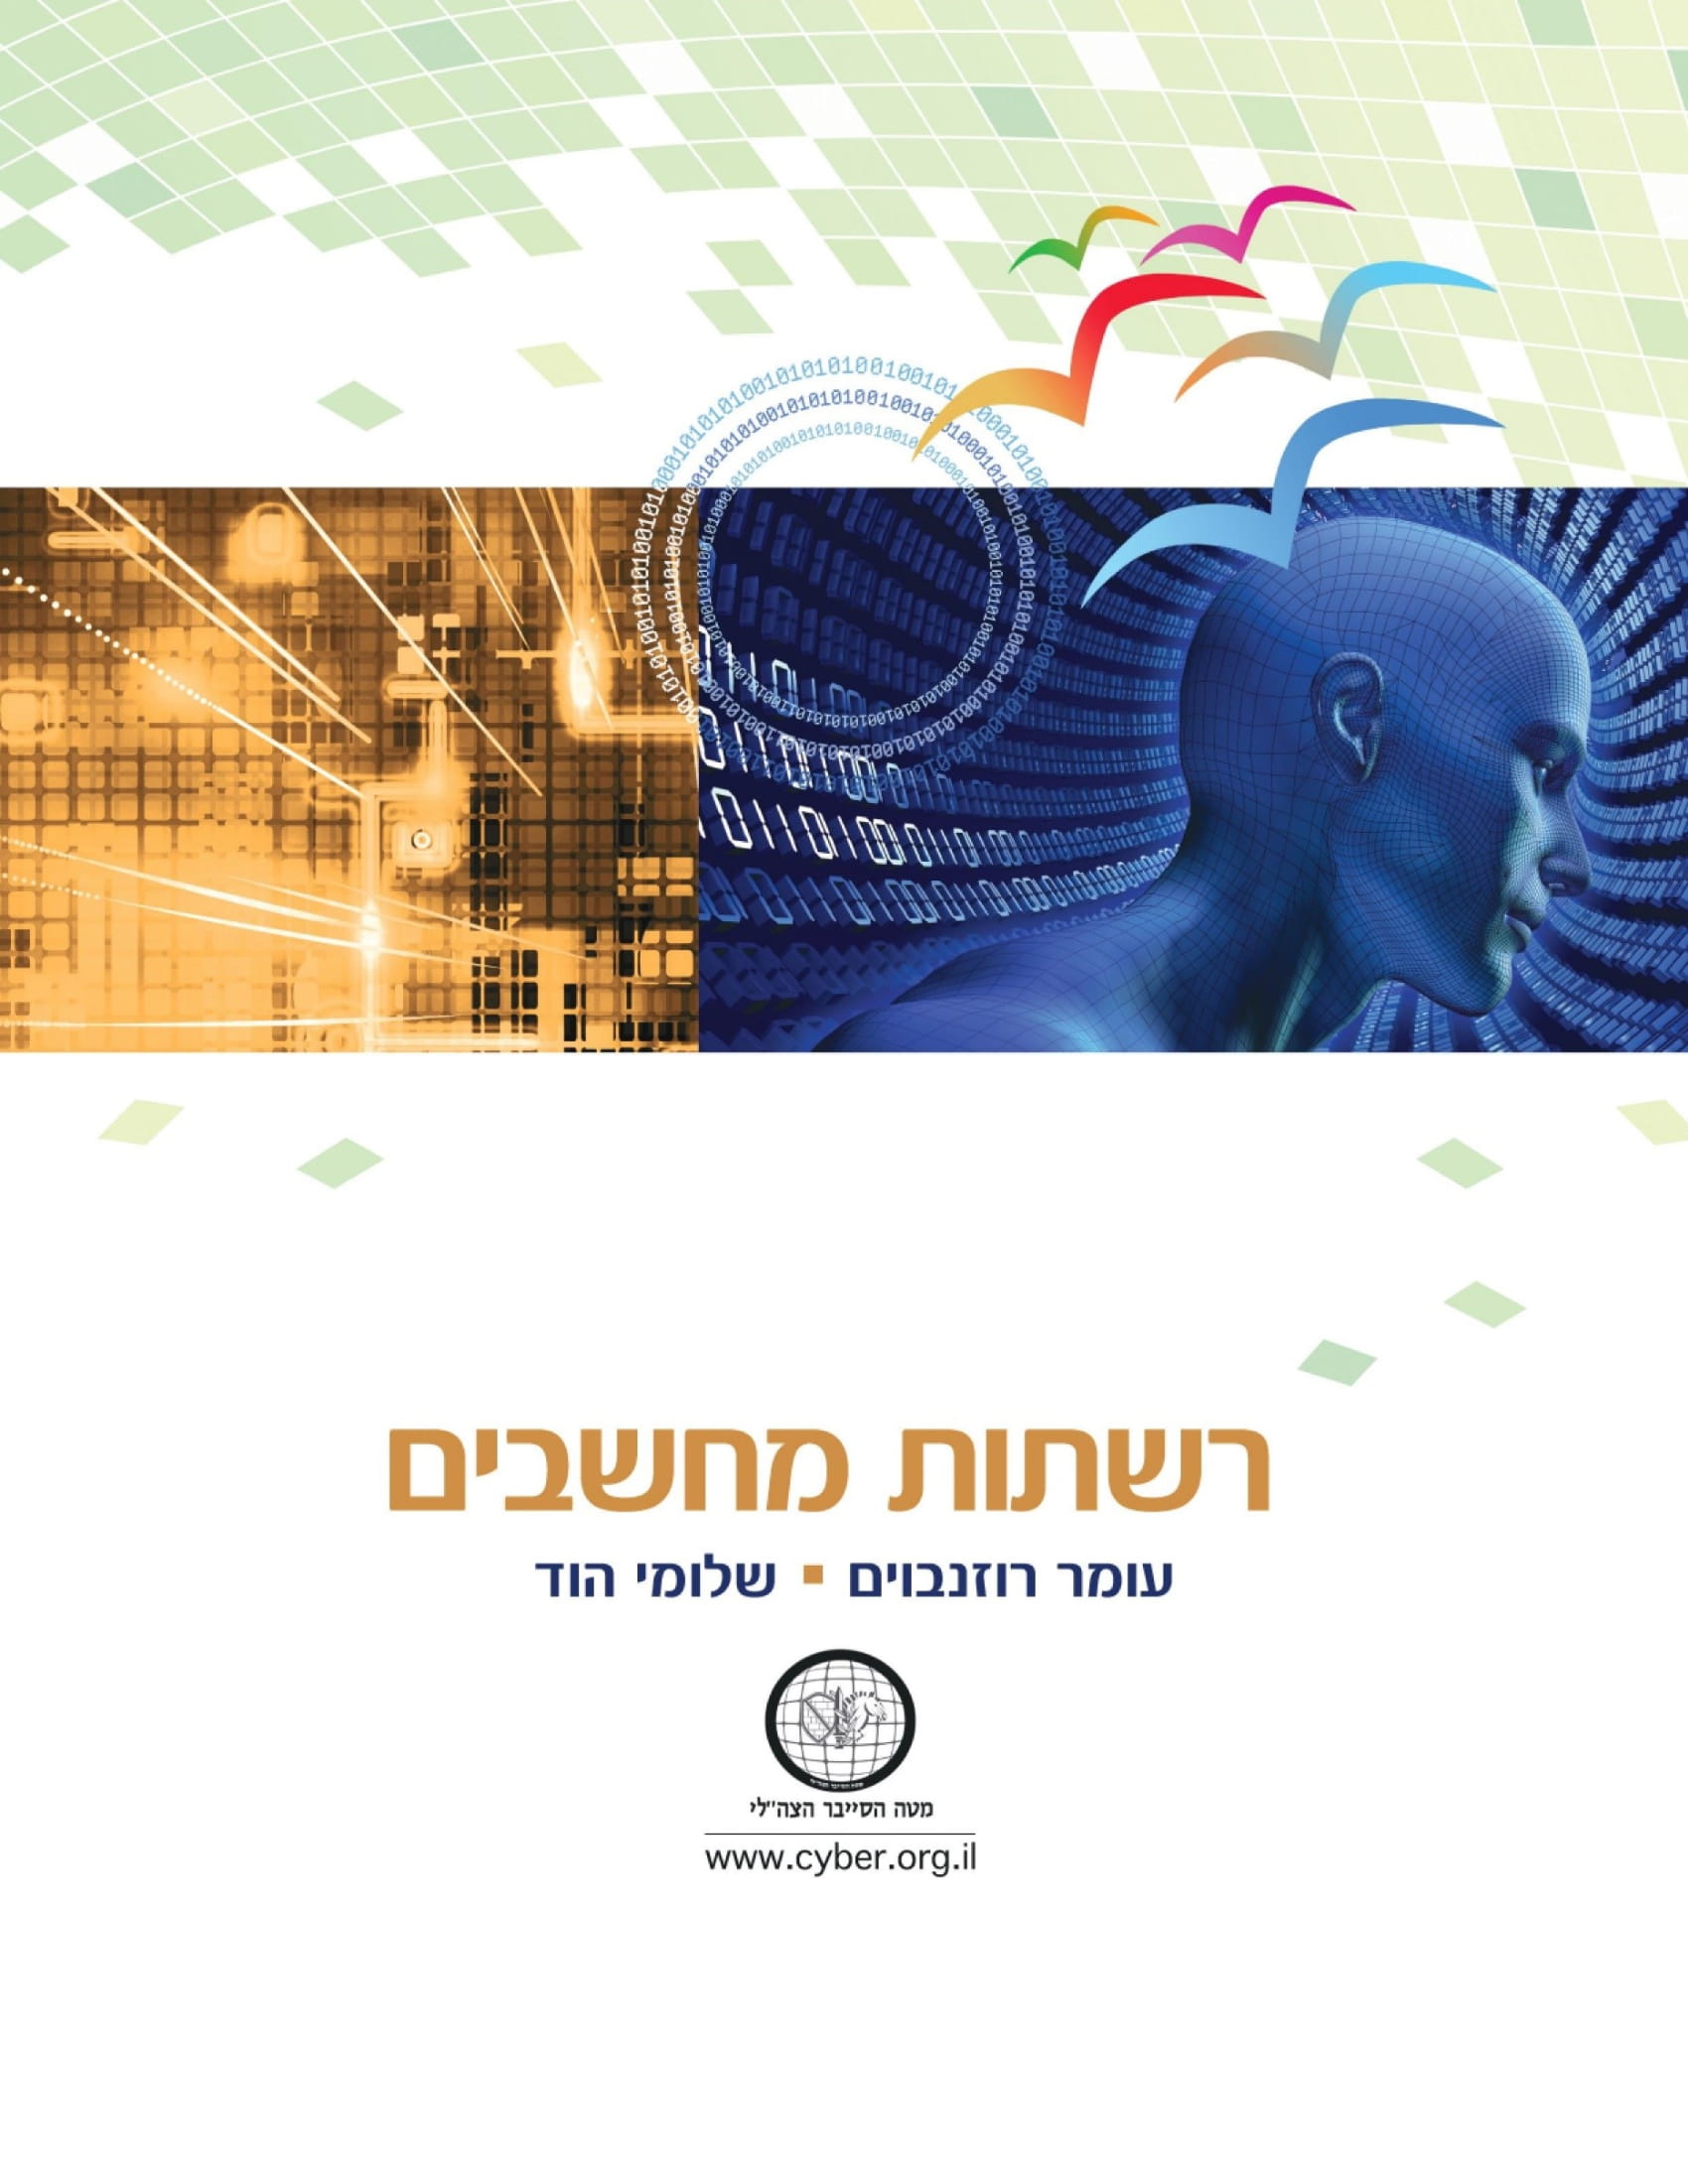 רשתות מחשבים
עומר רוזנבוים ▪ שלומי הוד
מטה הסייבר הצה"לי
www.cyber.org.il